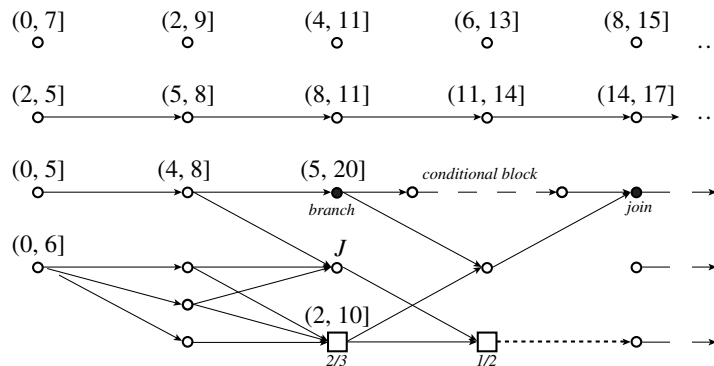 (0, 7] (2, 9] (4, 11] (6, 13] (8, 15]
(2, 5] (5, 8] (8, 11] (11, 14] (14, 17]
(0, 5] (4, 8] (5, 20] conditional block
branch join
(0, 6] J
(2, 10]
2/3 1/2